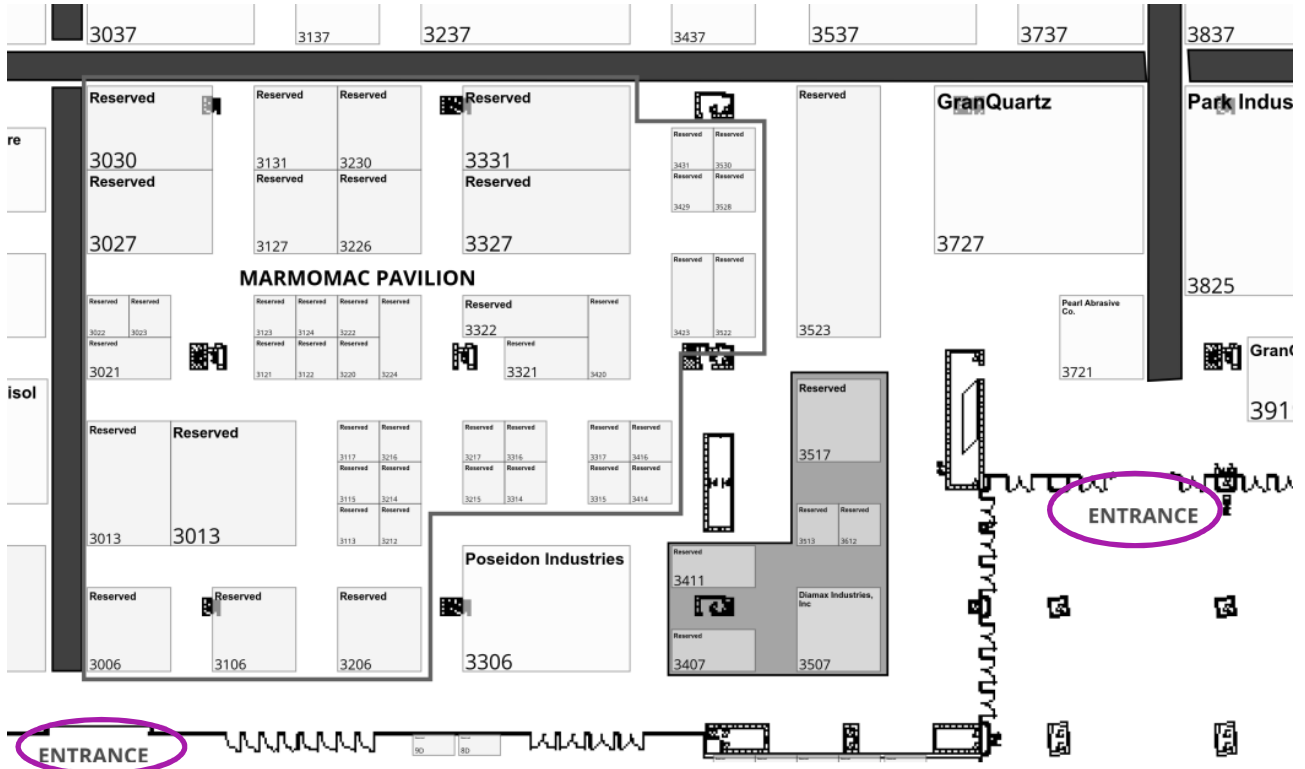 3037
3137
3237
3437
3537
3737
3837
re
Reserved
3030
Reserved
3131
Reserved
3230
Reserved
3331
Reserved
3431
Reserved
3530
Reserved
3523
GranQuartz
3727
Park Indus
3825
Reserved
3027
Reserved
3127
Reserved
3226
Reserved
3327
Reserved
3429
Reserved
3528
MARMOMAC PAVILION
Reserved
3423
Reserved
3522
Reserved
3022
Reserved
3023
Reserved
3021
Reserved
3123
Reserved
3124
Reserved
3222
Reserved
3224
Reserved
3121
Reserved
3122
Reserved
3220
Reserved
3322
Reserved
3321
Reserved
3420
Pearl Abrasive
Co.
3721
Gran
391
isol
Reserved
3013
Reserved
3013
Reserved
3117
Reserved
3216
Reserved
3115
Reserved
3214
Reserved
3113
Reserved
3212
Reserved
3217
Reserved
3316
Reserved
3215
Reserved
3314
Reserved
3317
Reserved
3416
Reserved
3315
Reserved
3414
Reserved
3517
Reserved
3513
Reserved
3612
ENTRANCE
Reserved
3006
Reserved
3106
Reserved
3206
Poseidon Industries
3306
Reserved
3411
Reserved
3407
Diamax Industries,
Inc
3507
ENTRANCE
9D
8D